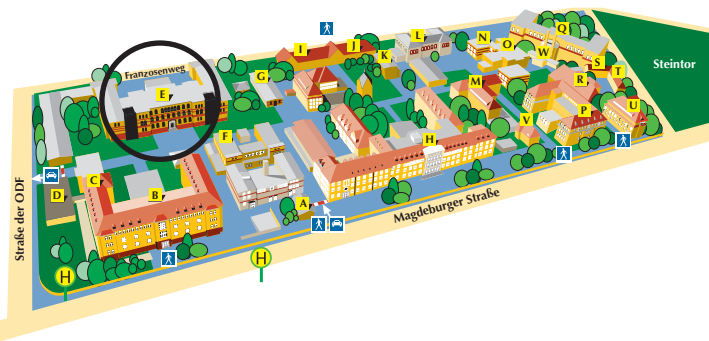 Franzosenweg
Steintor
Straße der ODF
Magdeburger Straße
A
B
C
D
E
F
G
H
I
J
K
L
M
N
O
P
Q
R
S
T
U
V
W
H
H